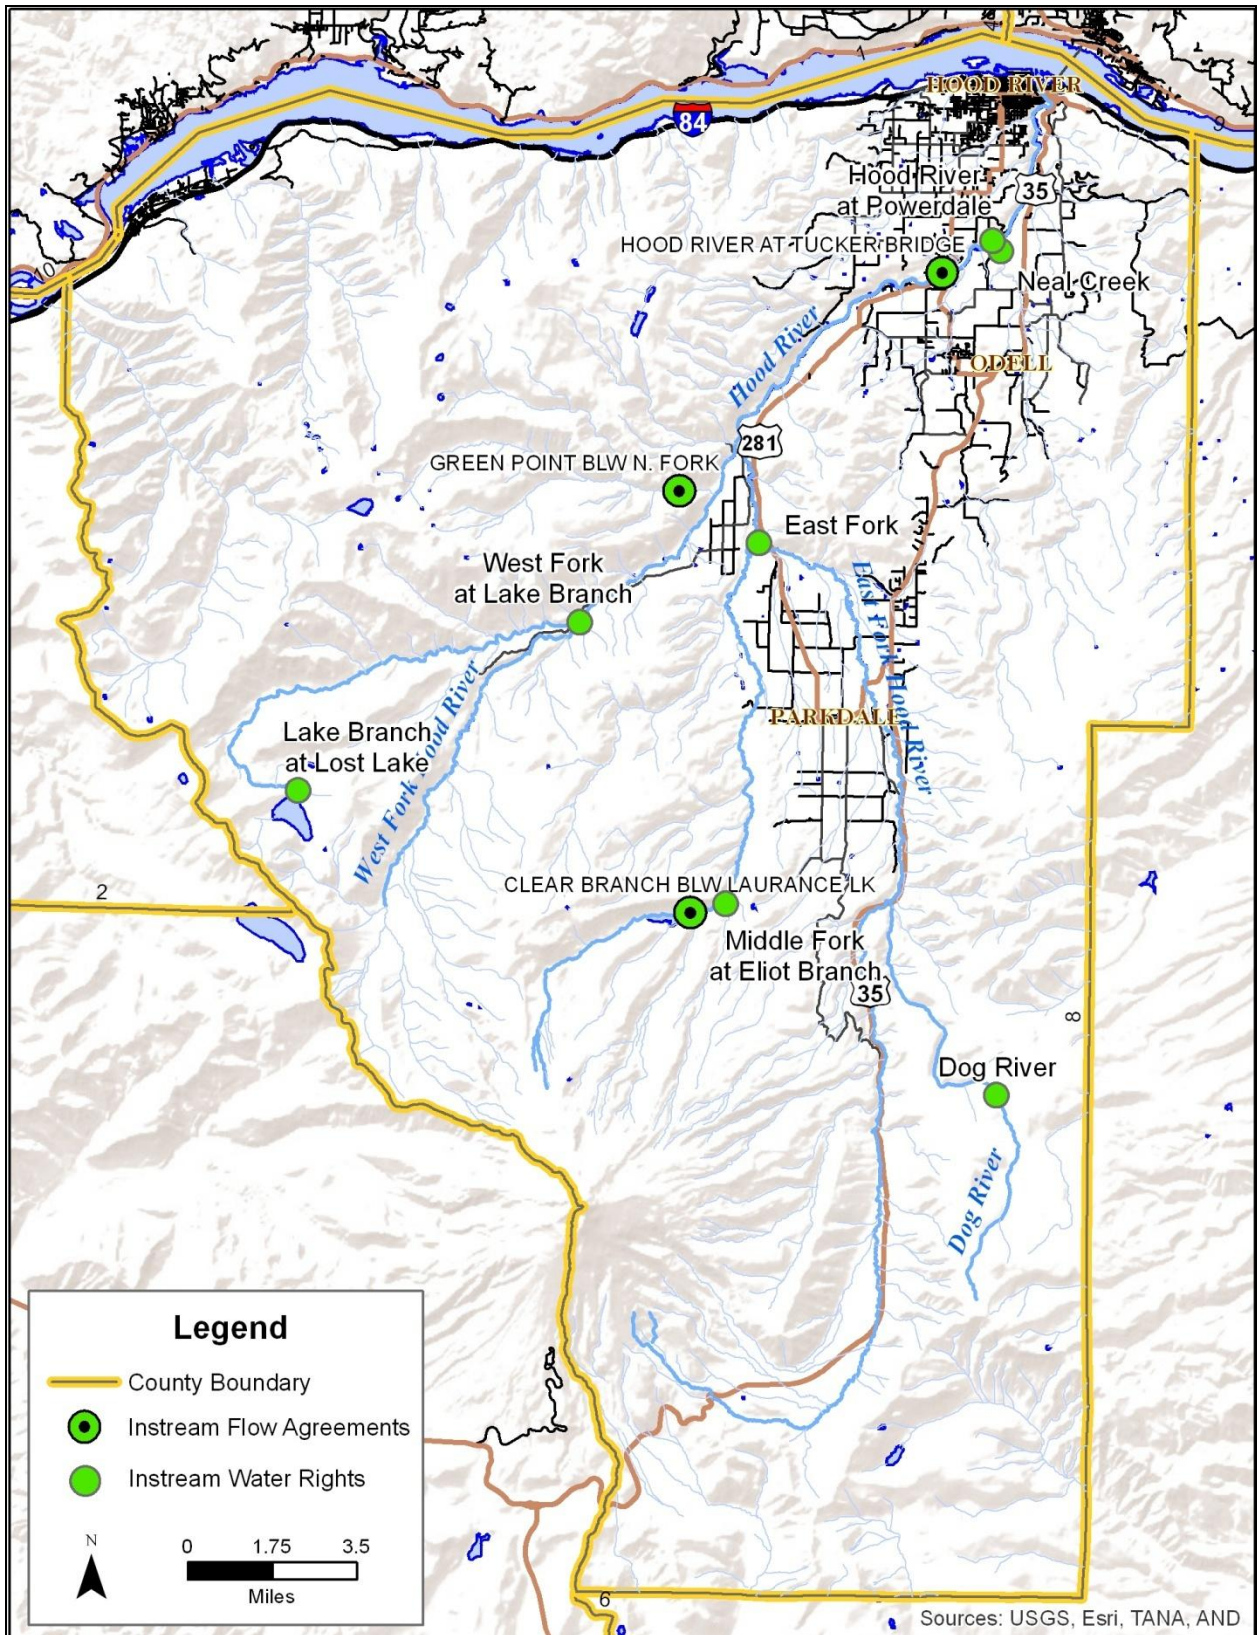 4
1
7
HOOD RIVER
84
9
Hood River
at Powerdale
35
HOOD RIVER AT TUCKER BRIDGE
10
Neal Creek
Hood River
ODELL
281
GREEN POINT BLW N. FORK
East Fork
West Fork
at Lake Branch
East Fork Hood River
West Fork Hood River
PARKDALE
Lake Branch
at Lost Lake
2
CLEAR BRANCH BLW LAURANCE LK
Middle Fork
at Eliot Branch
35
8
Dog River
Dog River
Legend
County Boundary
Instream Flow Agreements
Instream Water Rights
N
0 1.75 3.5
Miles
6
Sources: USGS, Esri, TANA, AND